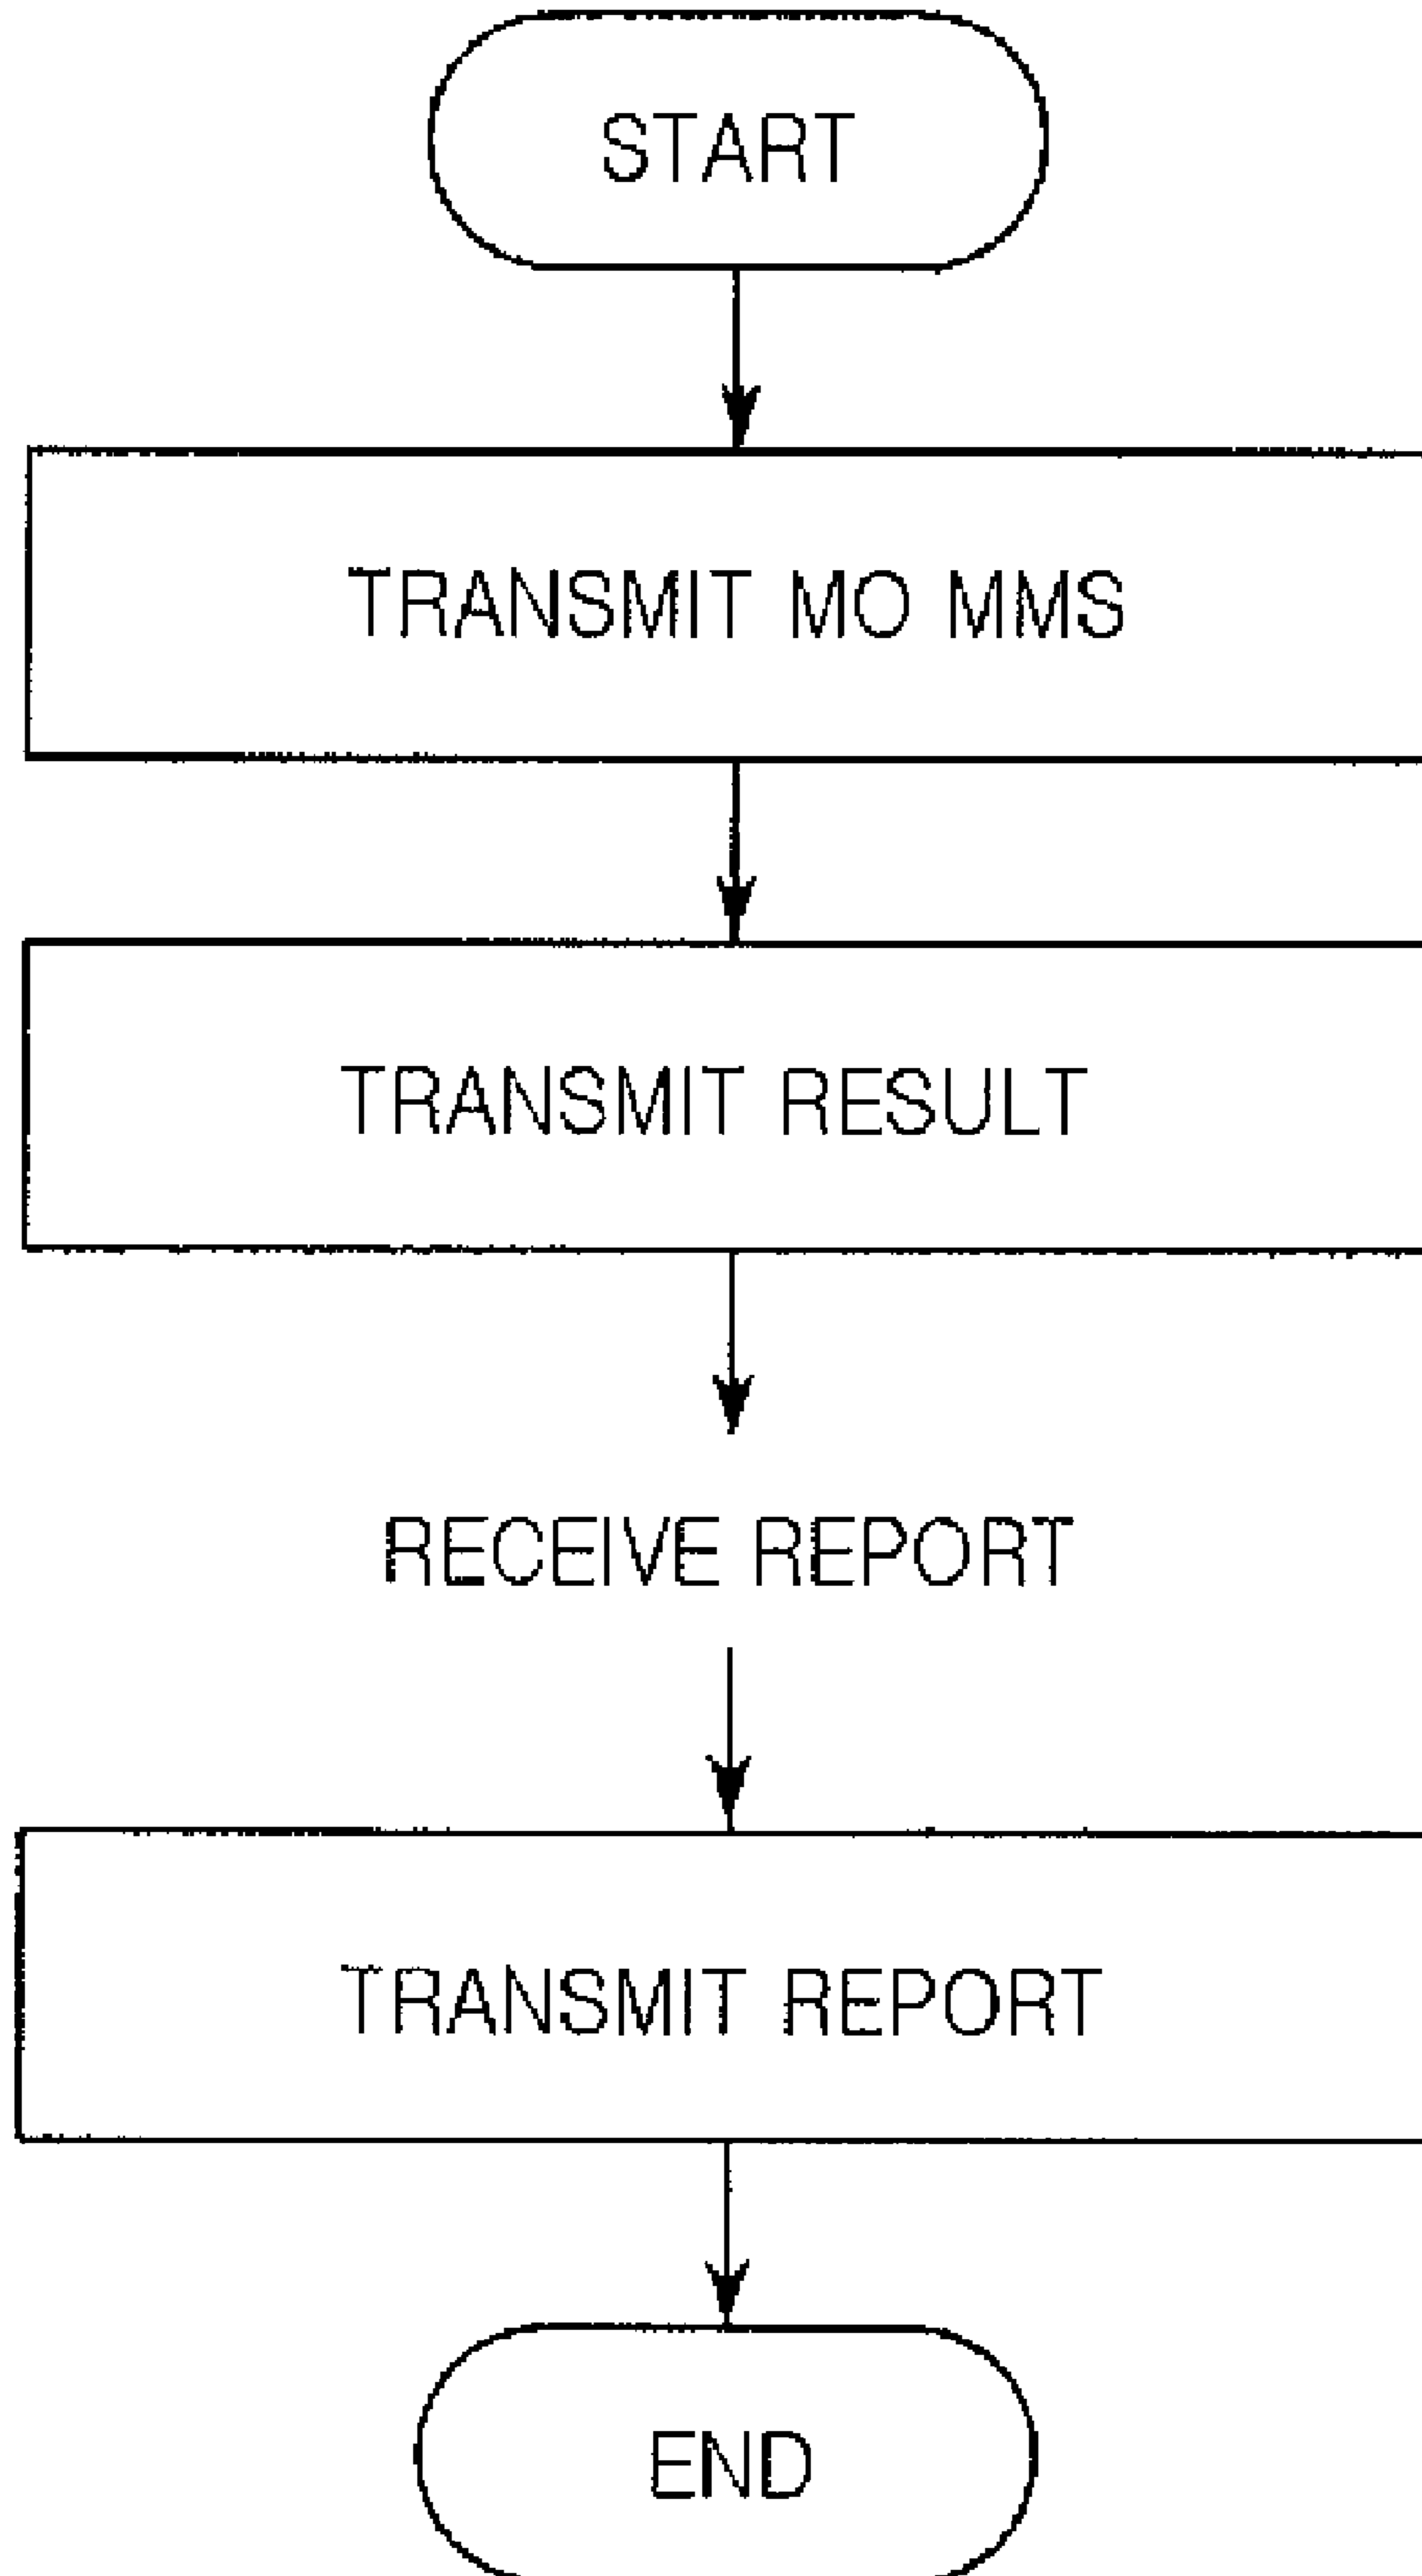 START
TRANSMIT MO MMS
TRANSMIT RESULT
RECEIVE REPORT
TRANSMIT REPORT
END